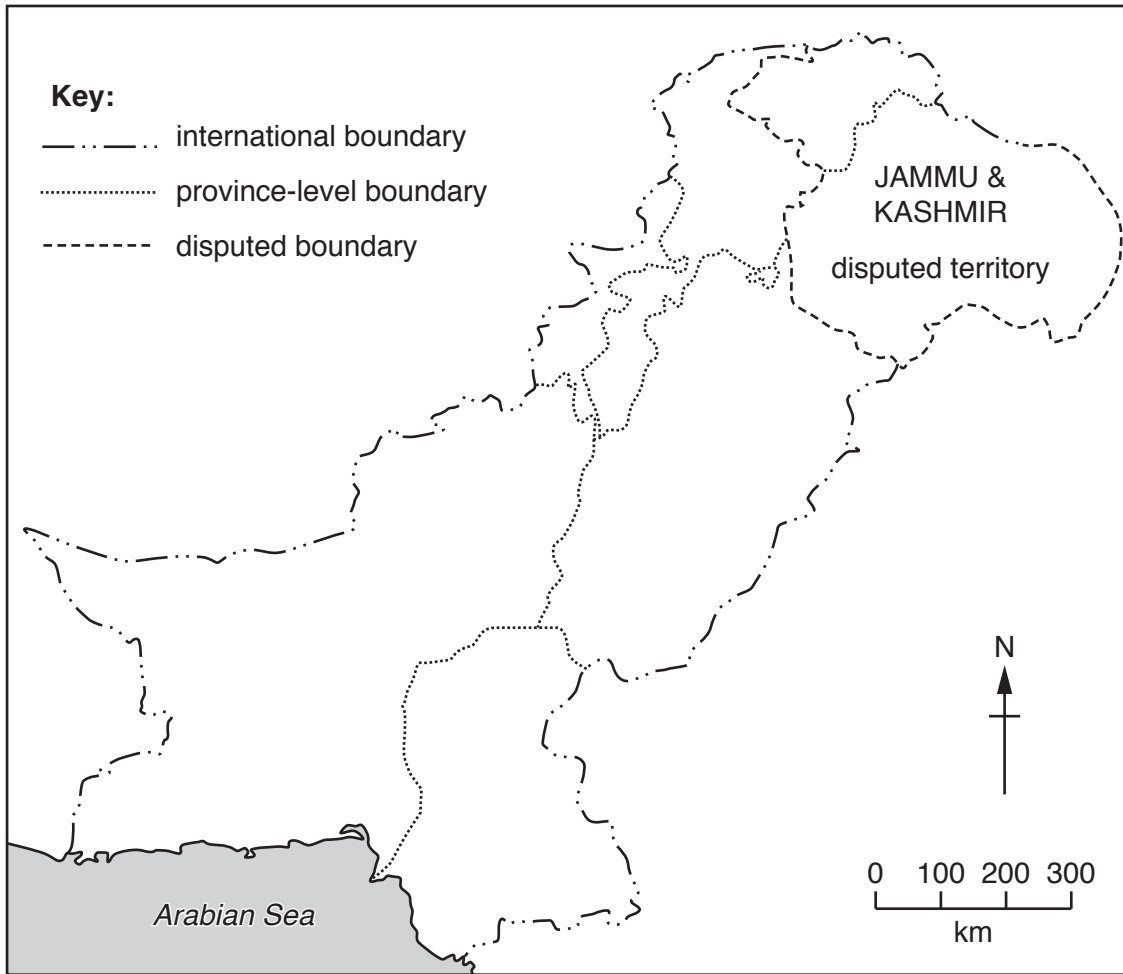 Key:
international boundary
province-level boundary
disputed boundary
JAMMU &
KASHMIR
disputed territory
N
0 100 200 300
km
Arabian Sea